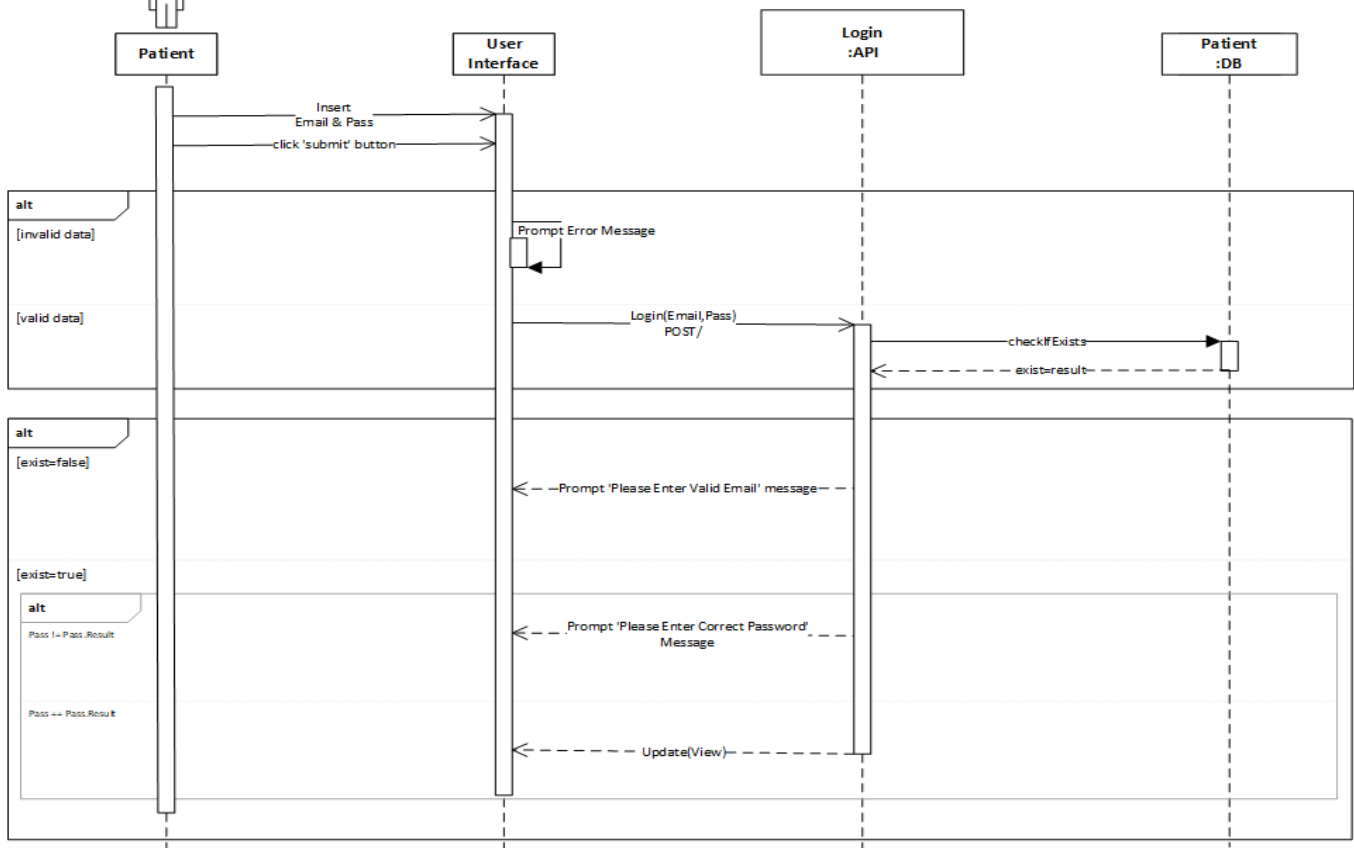 Patient
User
Interface
Login
:API
Patient
:DB
Insert
Email & Pass
click 'submit' button
alt
[invalid data]
Prompt Error Message
[valid data]
Login(Email,Pass)
POST/
checkIfExists
exist=result
alt
[exist=false]
Prompt 'Please Enter Valid Email' message
[exist=true]
alt
Pass != Pass.Result
Prompt 'Please Enter Correct Password'
Message
Pass == Pass.Result
Update(View)